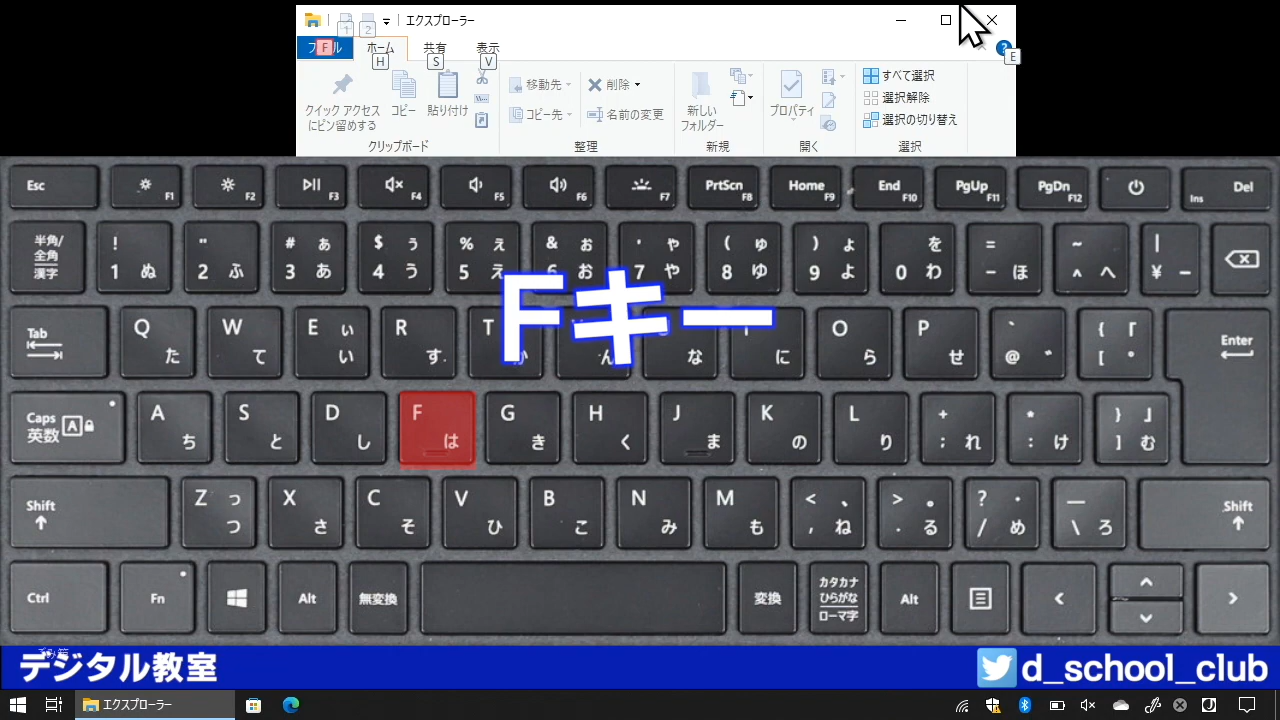 1 2 エクスプローラー
F ル ホーム 共有 表示
H S V E
クイック アクセス
にピン留めする
コピー
貼り付け
移動先
コピー先
削除
名前の変更
新しい
フォルダー
プロパティ
すべて選択
選択解除
選択の切り替え
クリップボード 整理 新規 開く 選択
Esc F1 F2 F3 F4 F5 F6 F7 PrtScn F8 Home F9 End F10 PgUp F11 PgDn F12 Ins Del
半角/
全角
漢字
! # ぁ $ ぅ % ぇ & ぉ ' ゃ ( ゅ ) ょ を = ~ |
1 ぬ 2 ふ 3 あ 4 う 5 え 6 お 7 や 8 ゆ 9 よ 0 わ - ほ ^ へ ¥ ー
Fキー
Tab Q た W て E ぃ い R す T か ん な に O ら P せ ` @ ゛ { 「 [ ゜ Enter
Caps
英数
A ち S と D し F は G き H く J ま K の L り + ; れ * : け } 」 ] む
Shift Z っ つ X さ C そ V ひ B こ N み M も < 、 , ね > 。 . る ? ・ / め _ \ ろ Shift
Ctrl Fn Alt 無変換 変換 カタカナ
ひらがな
ローマ字
Alt
デジタル教室 d_school_club
エクスプローラー